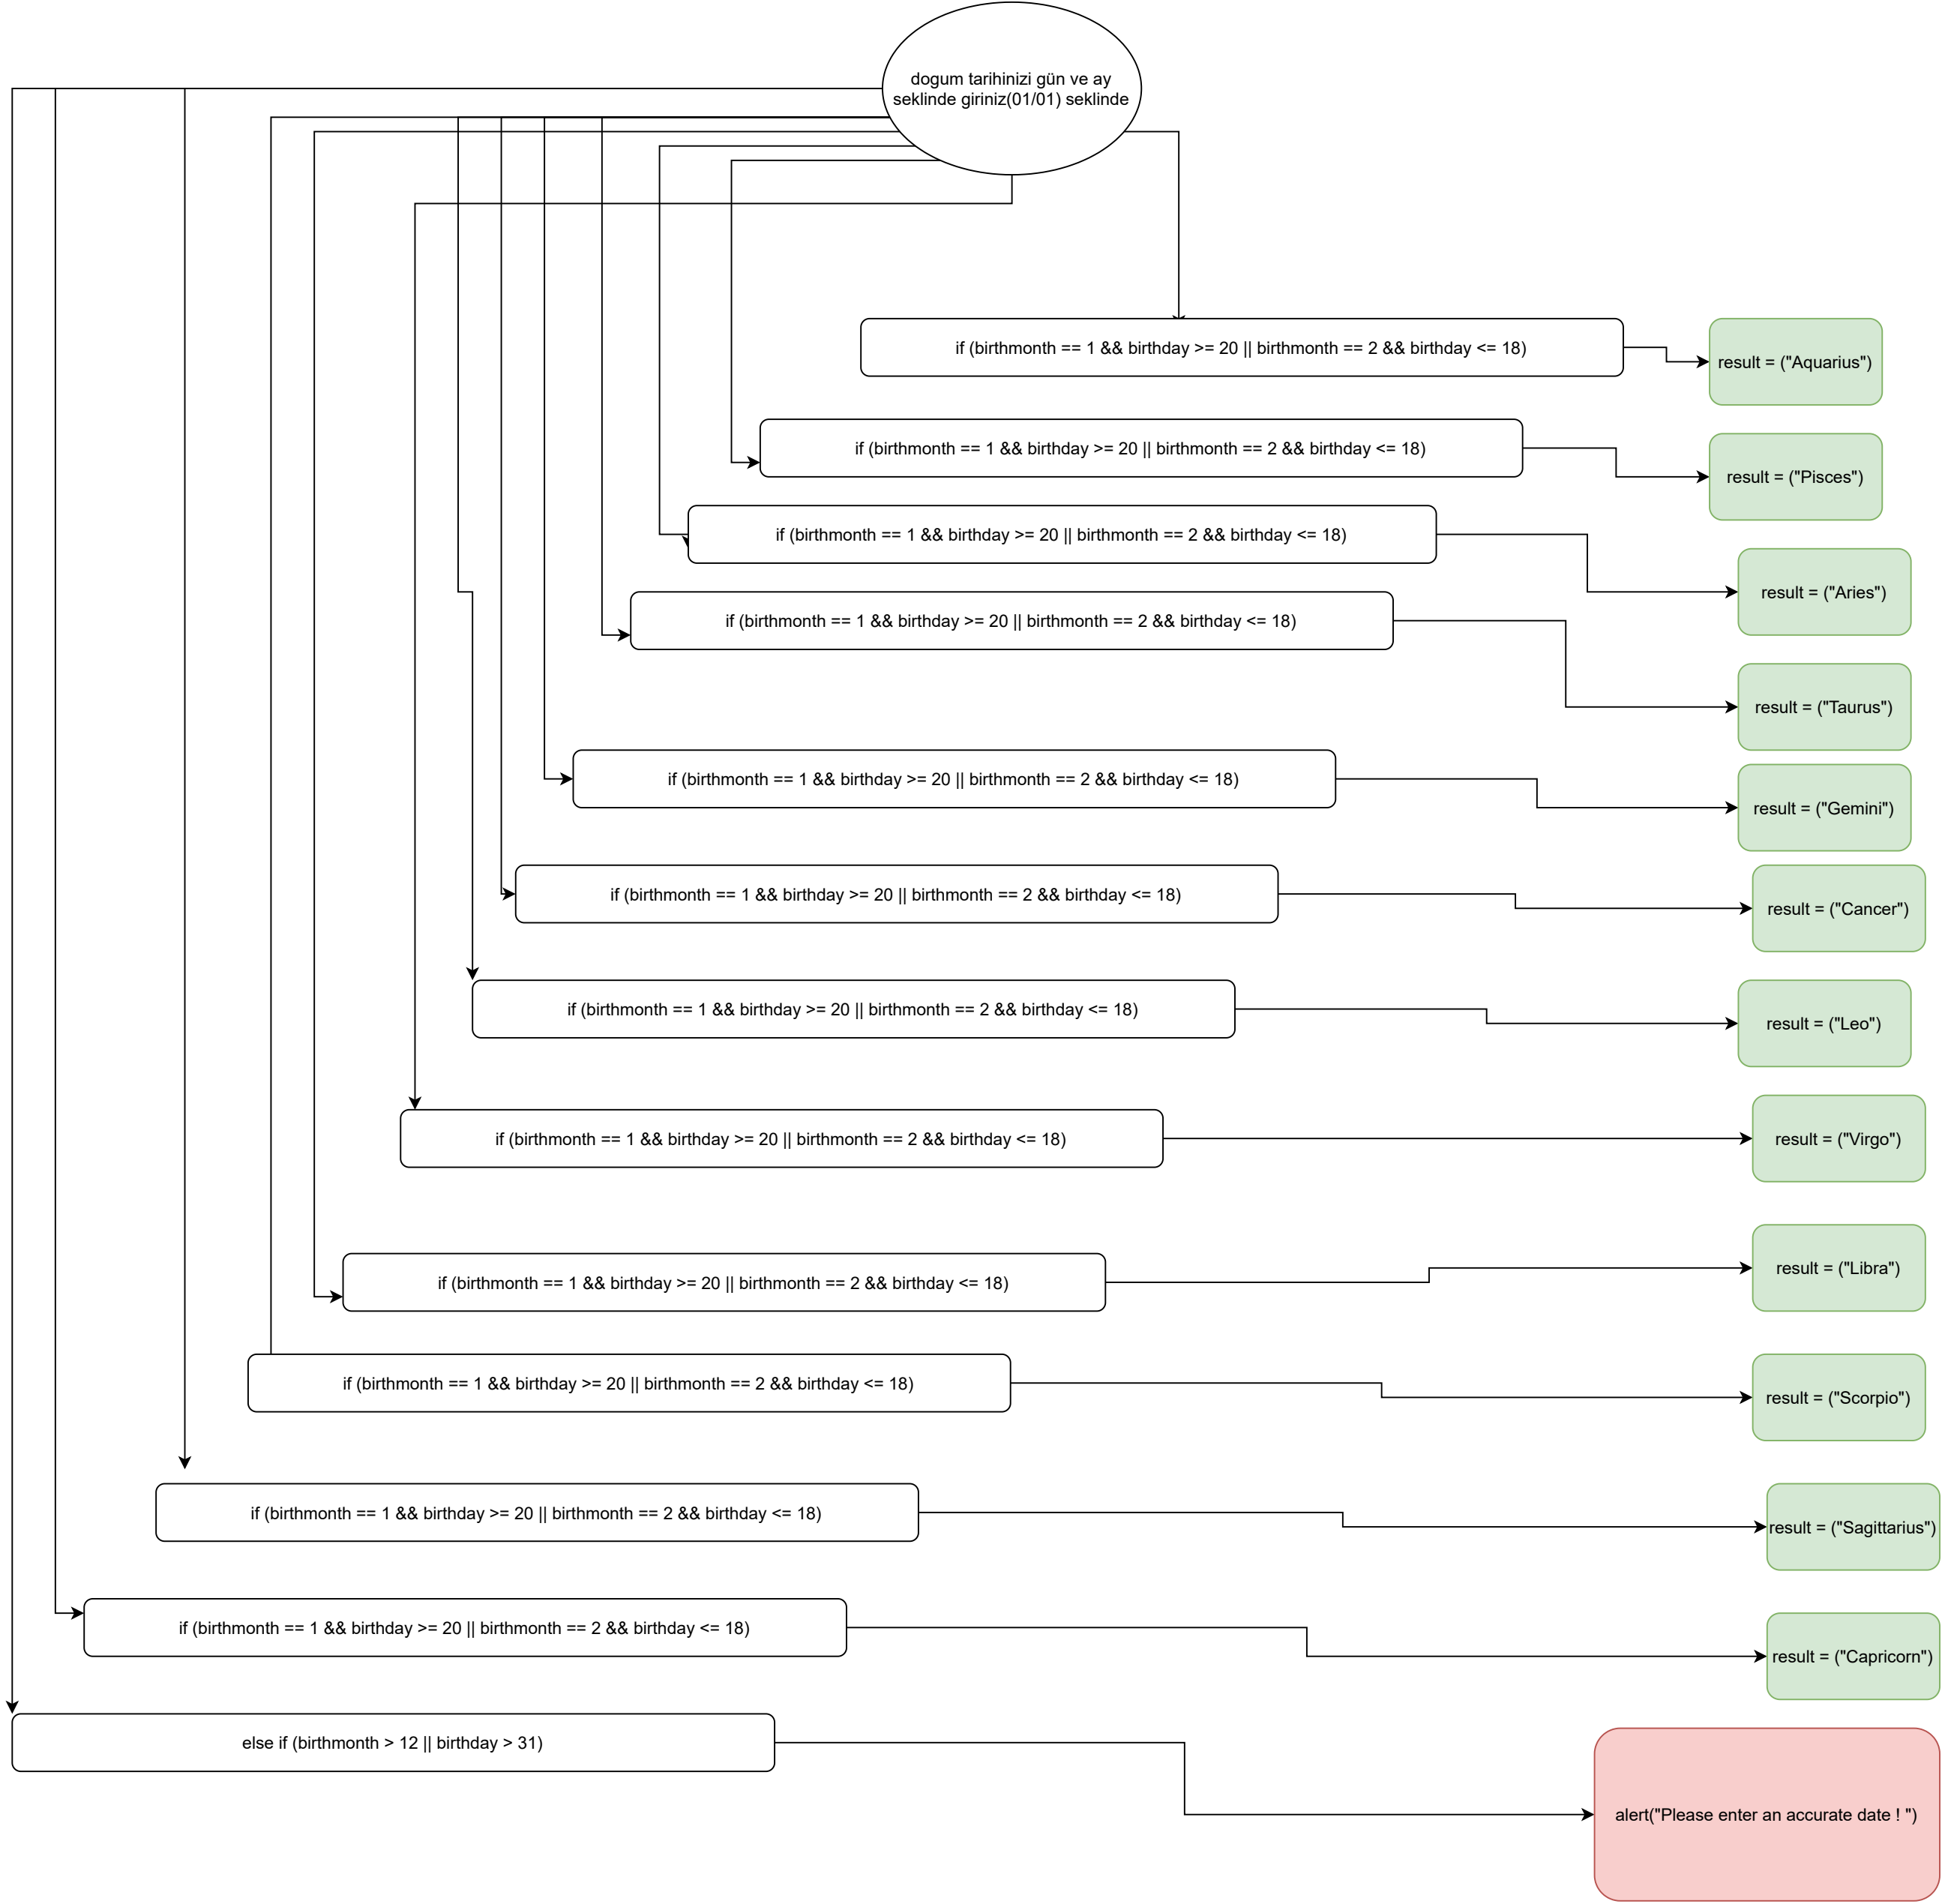 dogum tarihinizi gün ve ay
seklinde giriniz(01/01) seklinde
if (birthmonth == 1 && birthday >= 20 || birthmonth == 2 && birthday <= 18)
result = ("Aquarius")
if (birthmonth == 1 && birthday >= 20 || birthmonth == 2 && birthday <= 18)
result = ("Pisces")
if (birthmonth == 1 && birthday >= 20 || birthmonth == 2 && birthday <= 18)
result = ("Aries")
if (birthmonth == 1 && birthday >= 20 || birthmonth == 2 && birthday <= 18)
result = ("Taurus")
if (birthmonth == 1 && birthday >= 20 || birthmonth == 2 && birthday <= 18)
result = ("Gemini")
if (birthmonth == 1 && birthday >= 20 || birthmonth == 2 && birthday <= 18)
result = ("Cancer")
if (birthmonth == 1 && birthday >= 20 || birthmonth == 2 && birthday <= 18)
result = ("Leo")
if (birthmonth == 1 && birthday >= 20 || birthmonth == 2 && birthday <= 18)
result = ("Virgo")
if (birthmonth == 1 && birthday >= 20 || birthmonth == 2 && birthday <= 18)
result = ("Libra")
if (birthmonth == 1 && birthday >= 20 || birthmonth == 2 && birthday <= 18)
result = ("Scorpio")
if (birthmonth == 1 && birthday >= 20 || birthmonth == 2 && birthday <= 18)
result = ("Sagittarius")
if (birthmonth == 1 && birthday >= 20 || birthmonth == 2 && birthday <= 18)
result = ("Capricorn")
else if (birthmonth > 12 || birthday > 31)
alert("Please enter an accurate date ! ")